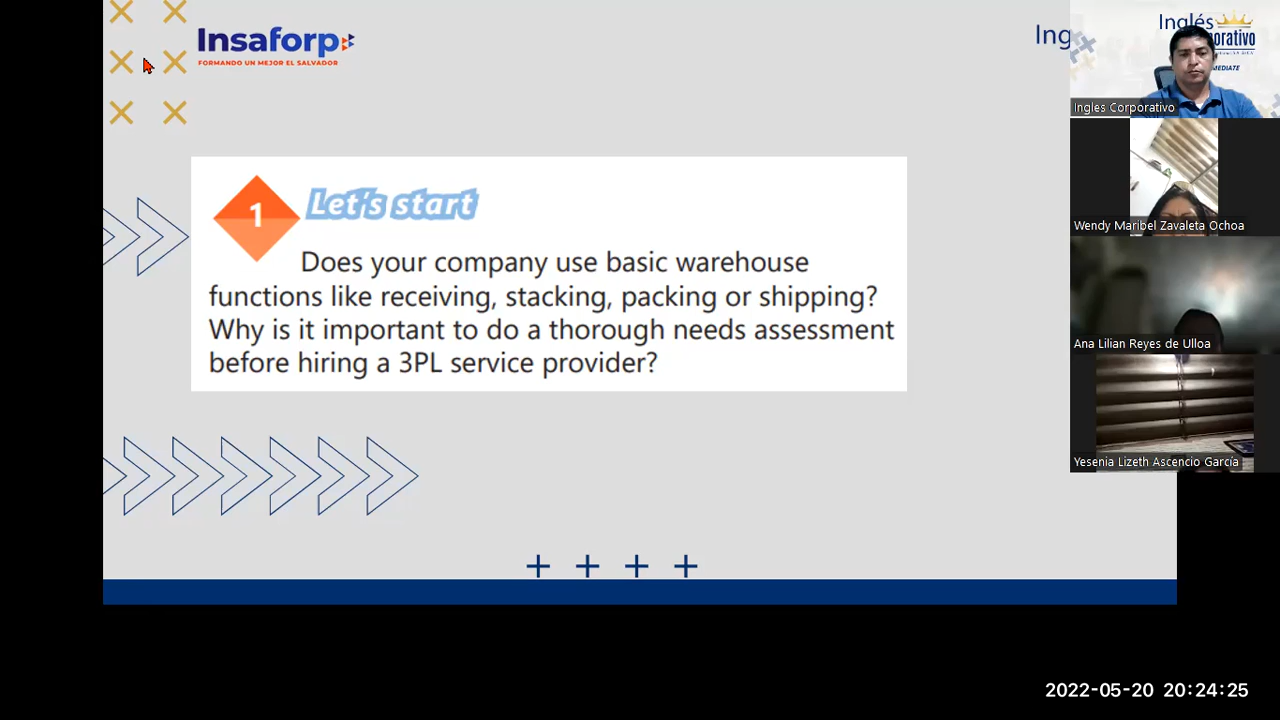 Insaforp
FORMANDO UN MEJOR EL SALVADOR
Ing
Inglés
Ingles Corporativo
Wendy Maribel Zavaleta Ochoa
Ana Lilian Reyes de Ulloa
Yesenia Lizeth Ascencio García
1
Let's start
Does your company use basic warehouse
functions like receiving, stacking, packing or shipping?
Why is it important to do a thorough needs assessment
before hiring a 3PL service provider?
2022-05-20 20:24:25